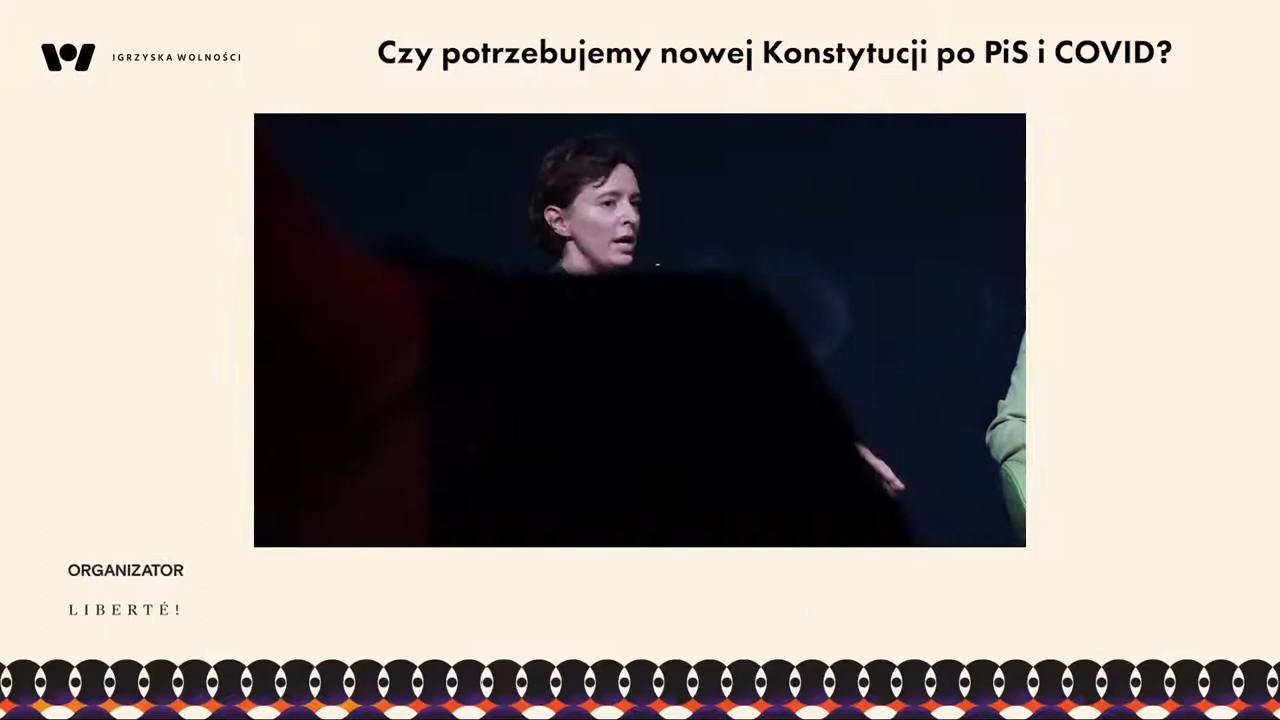 IGRZYSKA WOLNOŚCI
Czy potrzebujemy nowej Konstytucji po PiS i COVID?
ORGANIZATOR
LIBERTÉ!